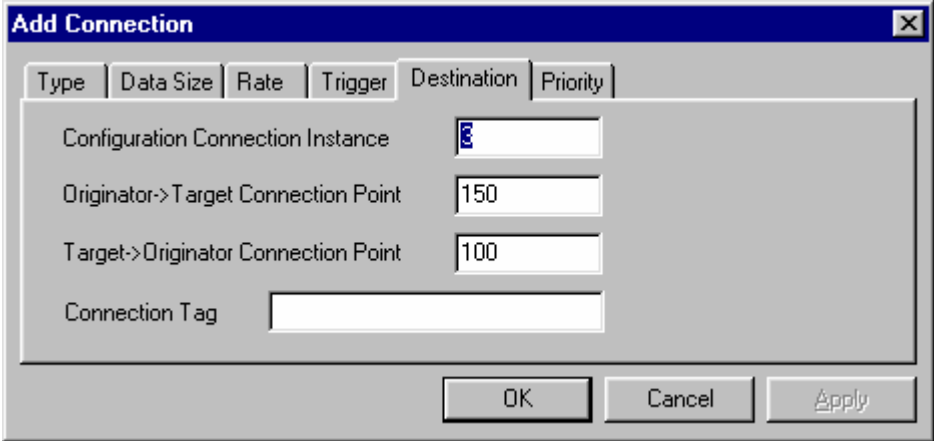 Add Connection
Type Data Size Rate Trigger Destination Priority
Configuration Connection Instance 3
Originator->Target Connection Point 150
Target->Originator Connection Point 100
Connection Tag
OK Cancel Apply